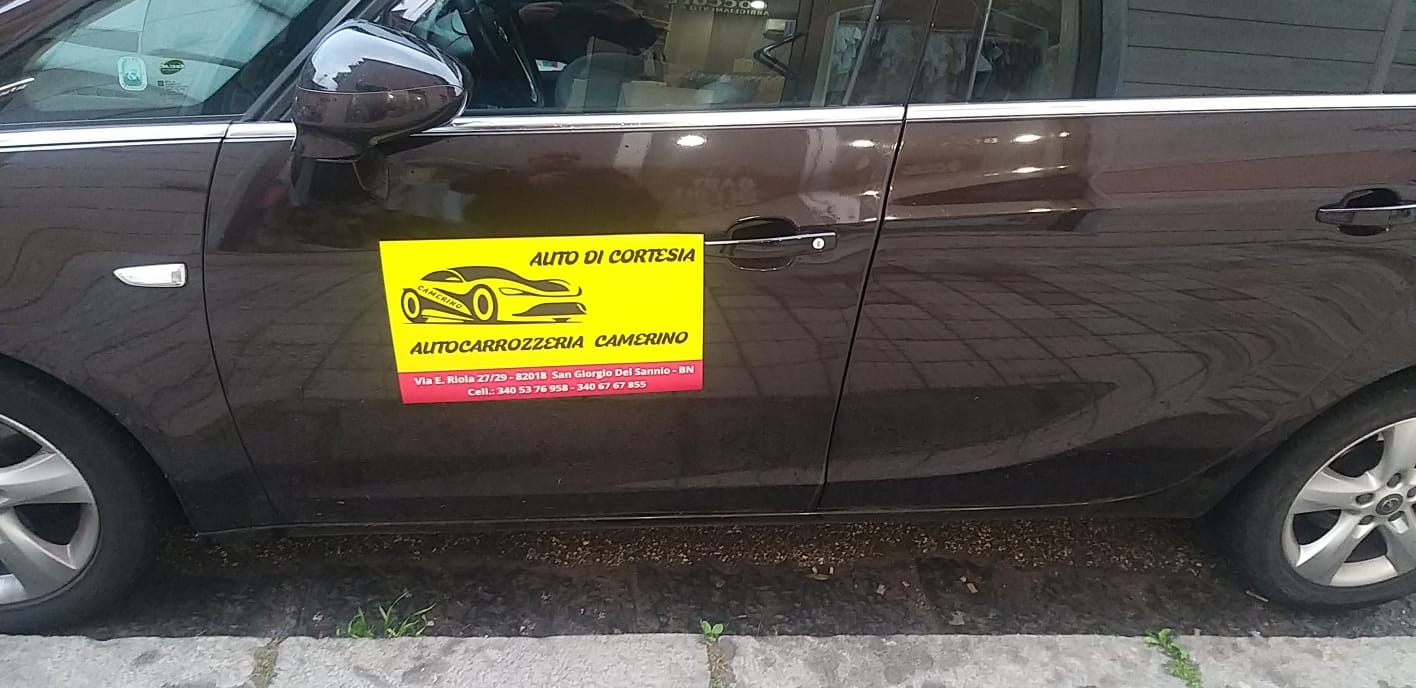 AUTO DI CORTESIA
CAMERINO
AUTOCARROZZERIA CAMERINO
Via E. Riola 27/29 - 82018 San Giorgio Del Sannio - BN
Cell.: 340 53 76 958 - 340 67 67 855